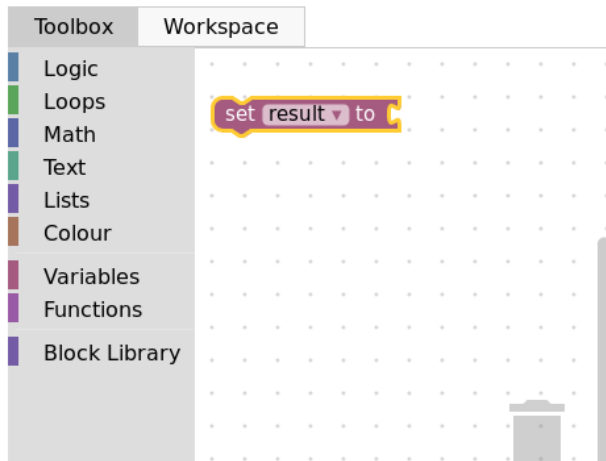 Toolbox Workspace
Logic
Loops
Math
Text
Lists
Colour
Variables
Functions
Block Library
set result to